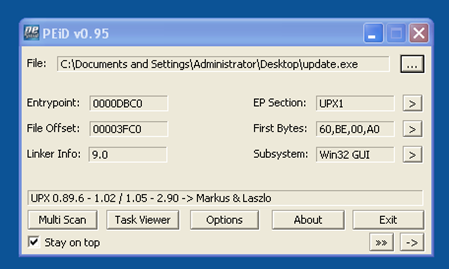 PEiD v0.95
File: C:\Documents and Settings\Administrator\Desktop\update.exe ...
Entrypoint: 0000DBC0 EP Section: UPX1 >
File Offset: 00003FC0 First Bytes: 60,BE,00,A0 >
Linker Info: 9.0 Subsystem: Win32 GUI >
UPX 0.89.6 - 1.02 / 1.05 - 2.90 -> Markus & Laszlo
Multi Scan Task Viewer Options About Exit
Stay on top >> ->